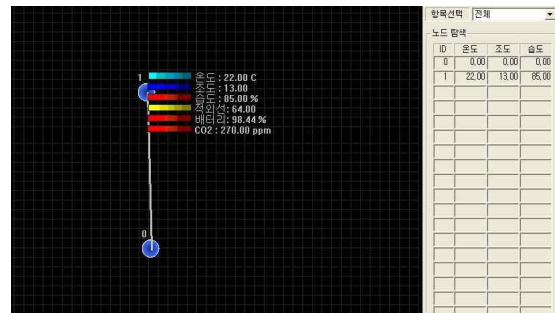 항목선택 전체
노드 탐색
ID 온도 조도 습도
0 0,00 0,00 0,00
1 22,00 13,00 85,00
1
온도 : 22.00 C
조도 : 13.00
습도 : 85.00 %
적외선 : 64.00
배터리 : 98.44 %
CO2 : 270.00 ppm
0